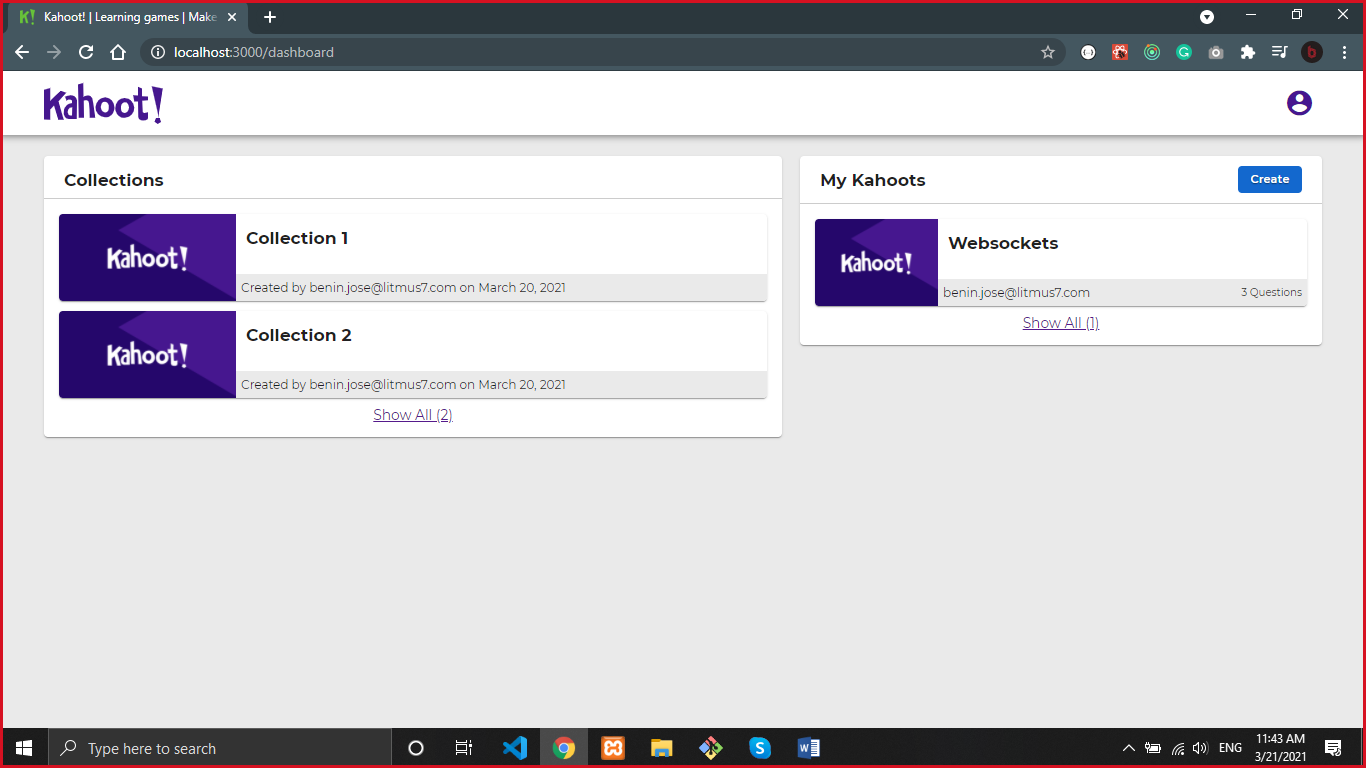 Kahoot! | Learning games | Make
localhost:3000/dashboard
Kahoot!
Collections
Kahoot!
Collection 1
Created by benin.jose@litmus7.com on March 20, 2021
Kahoot!
Collection 2
Created by benin.jose@litmus7.com on March 20, 2021
Show All (2)
My Kahoots
Create
Kahoot!
Websockets
benin.jose@litmus7.com
3 Questions
Show All (1)
Type here to search
ENG
11:43 AM
3/21/2021